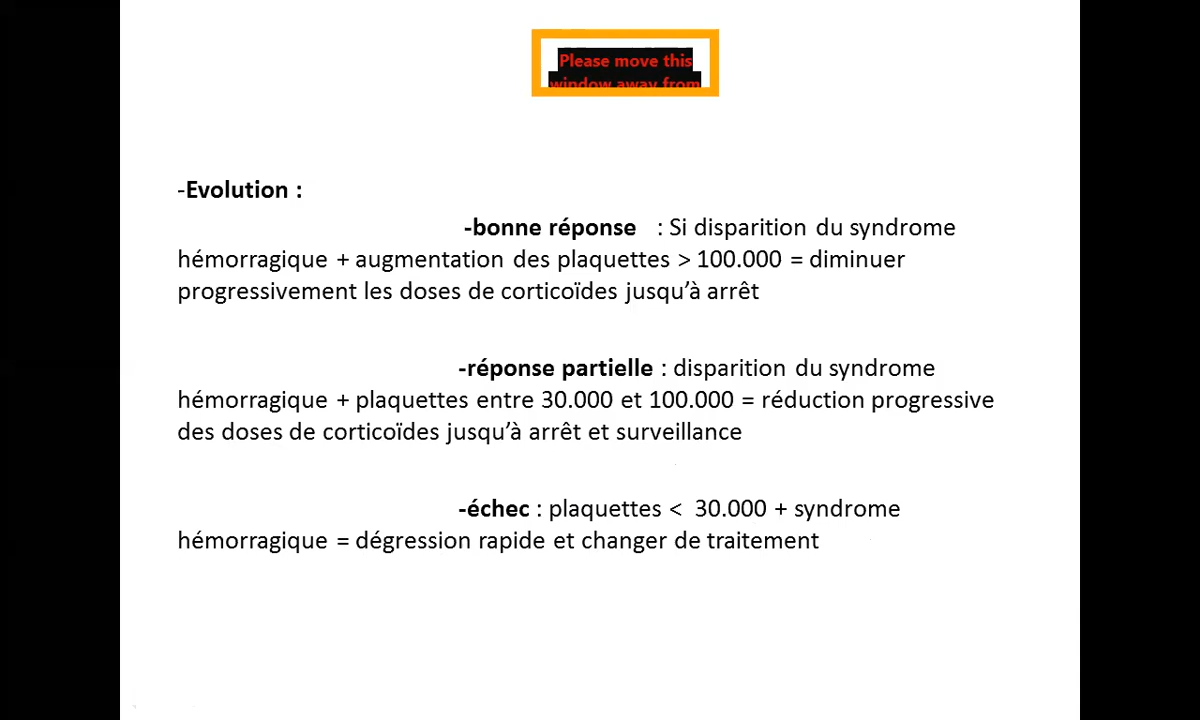 Please move this
window away from
-Evolution :
-bonne réponse : Si disparition du syndrome
hémorragique + augmentation des plaquettes > 100.000 = diminuer
progressivement les doses de corticoïdes jusqu’à arrêt
-réponse partielle : disparition du syndrome
hémorragique + plaquettes entre 30.000 et 100.000 = réduction progressive
des doses de corticoïdes jusqu’à arrêt et surveillance
-échec : plaquettes < 30.000 + syndrome
hémorragique = dégression rapide et changer de traitement